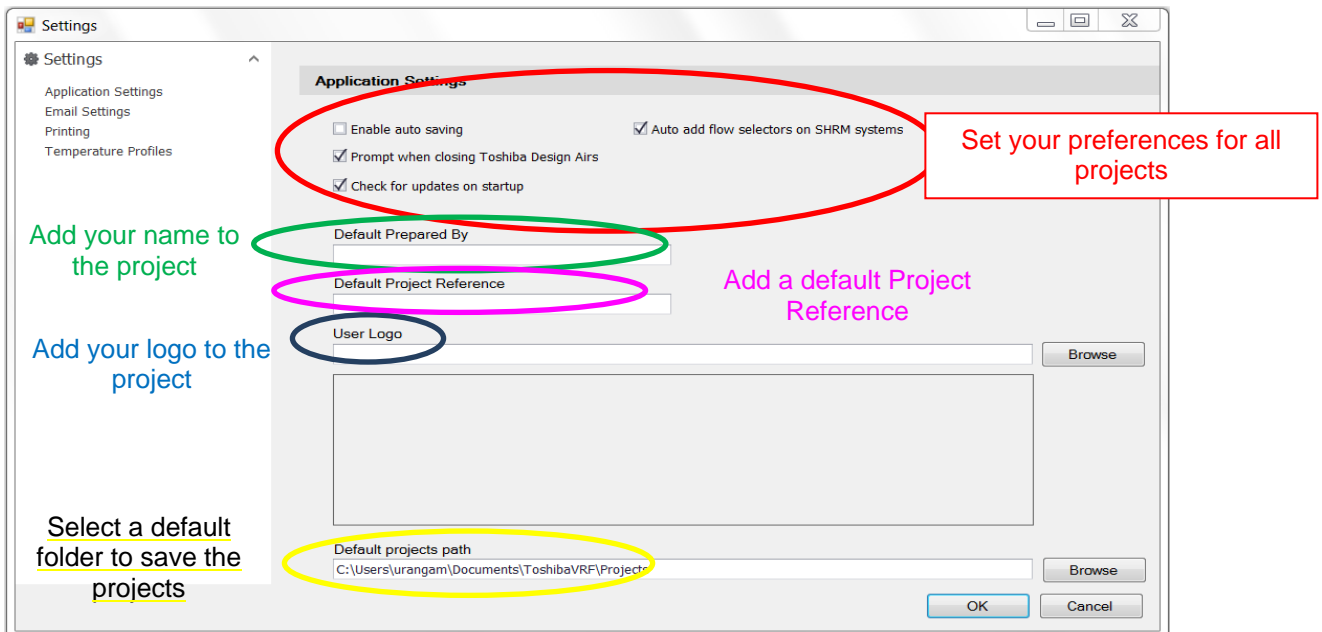 Settings
Settings
Application Settings
Email Settings
Printing
Temperature Profiles
Application Settings
Enable auto saving
Auto add flow selectors on SHRM systems
Prompt when closing Toshiba Design Airs
Check for updates on startup
Set your preferences for all
projects
Add your name to
the project
Default Prepared By
Default Project Reference
Add a default Project
Reference
Add your logo to the
project
User Logo
Browse
Select a default
folder to save the
projects
Default projects path
C:\Users\urangam\Documents\ToshibaVRF\Projects
Browse
OK
Cancel